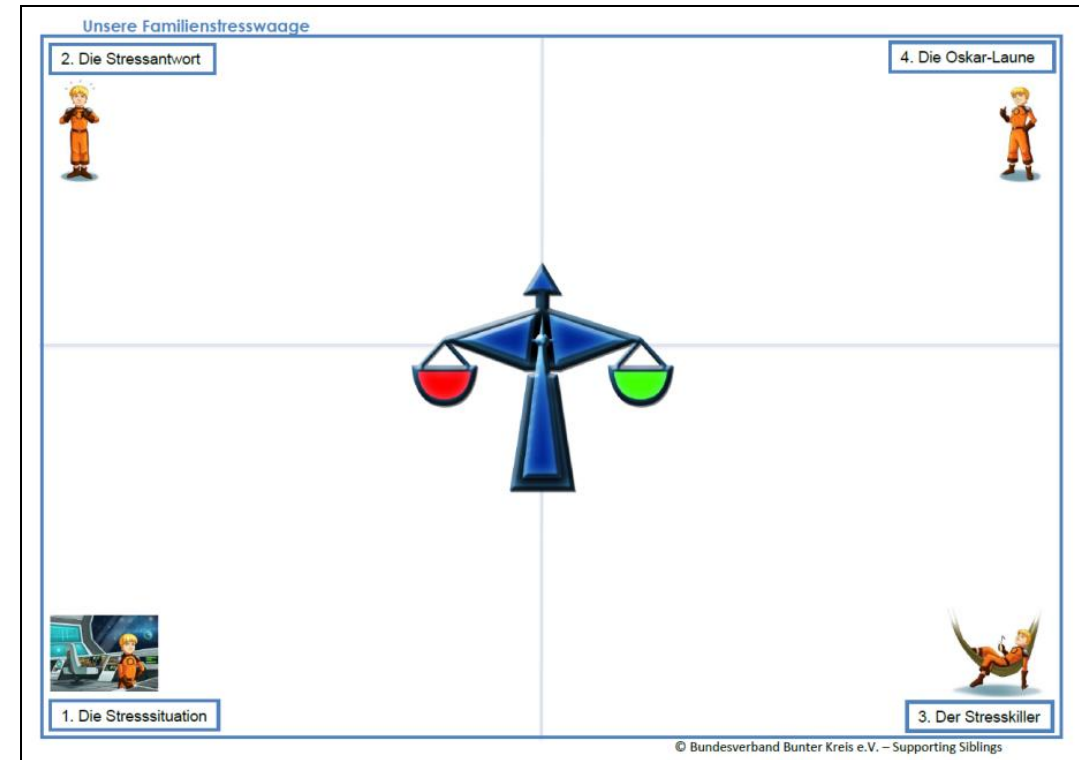 Unsere Familienstresswaage
2. Die Stressantwort
4. Die Oskar-Laune
1. Die Stresssituation
3. Der Stresskiller
© Bundesverband Bunter Kreis e.V. – Supporting Siblings